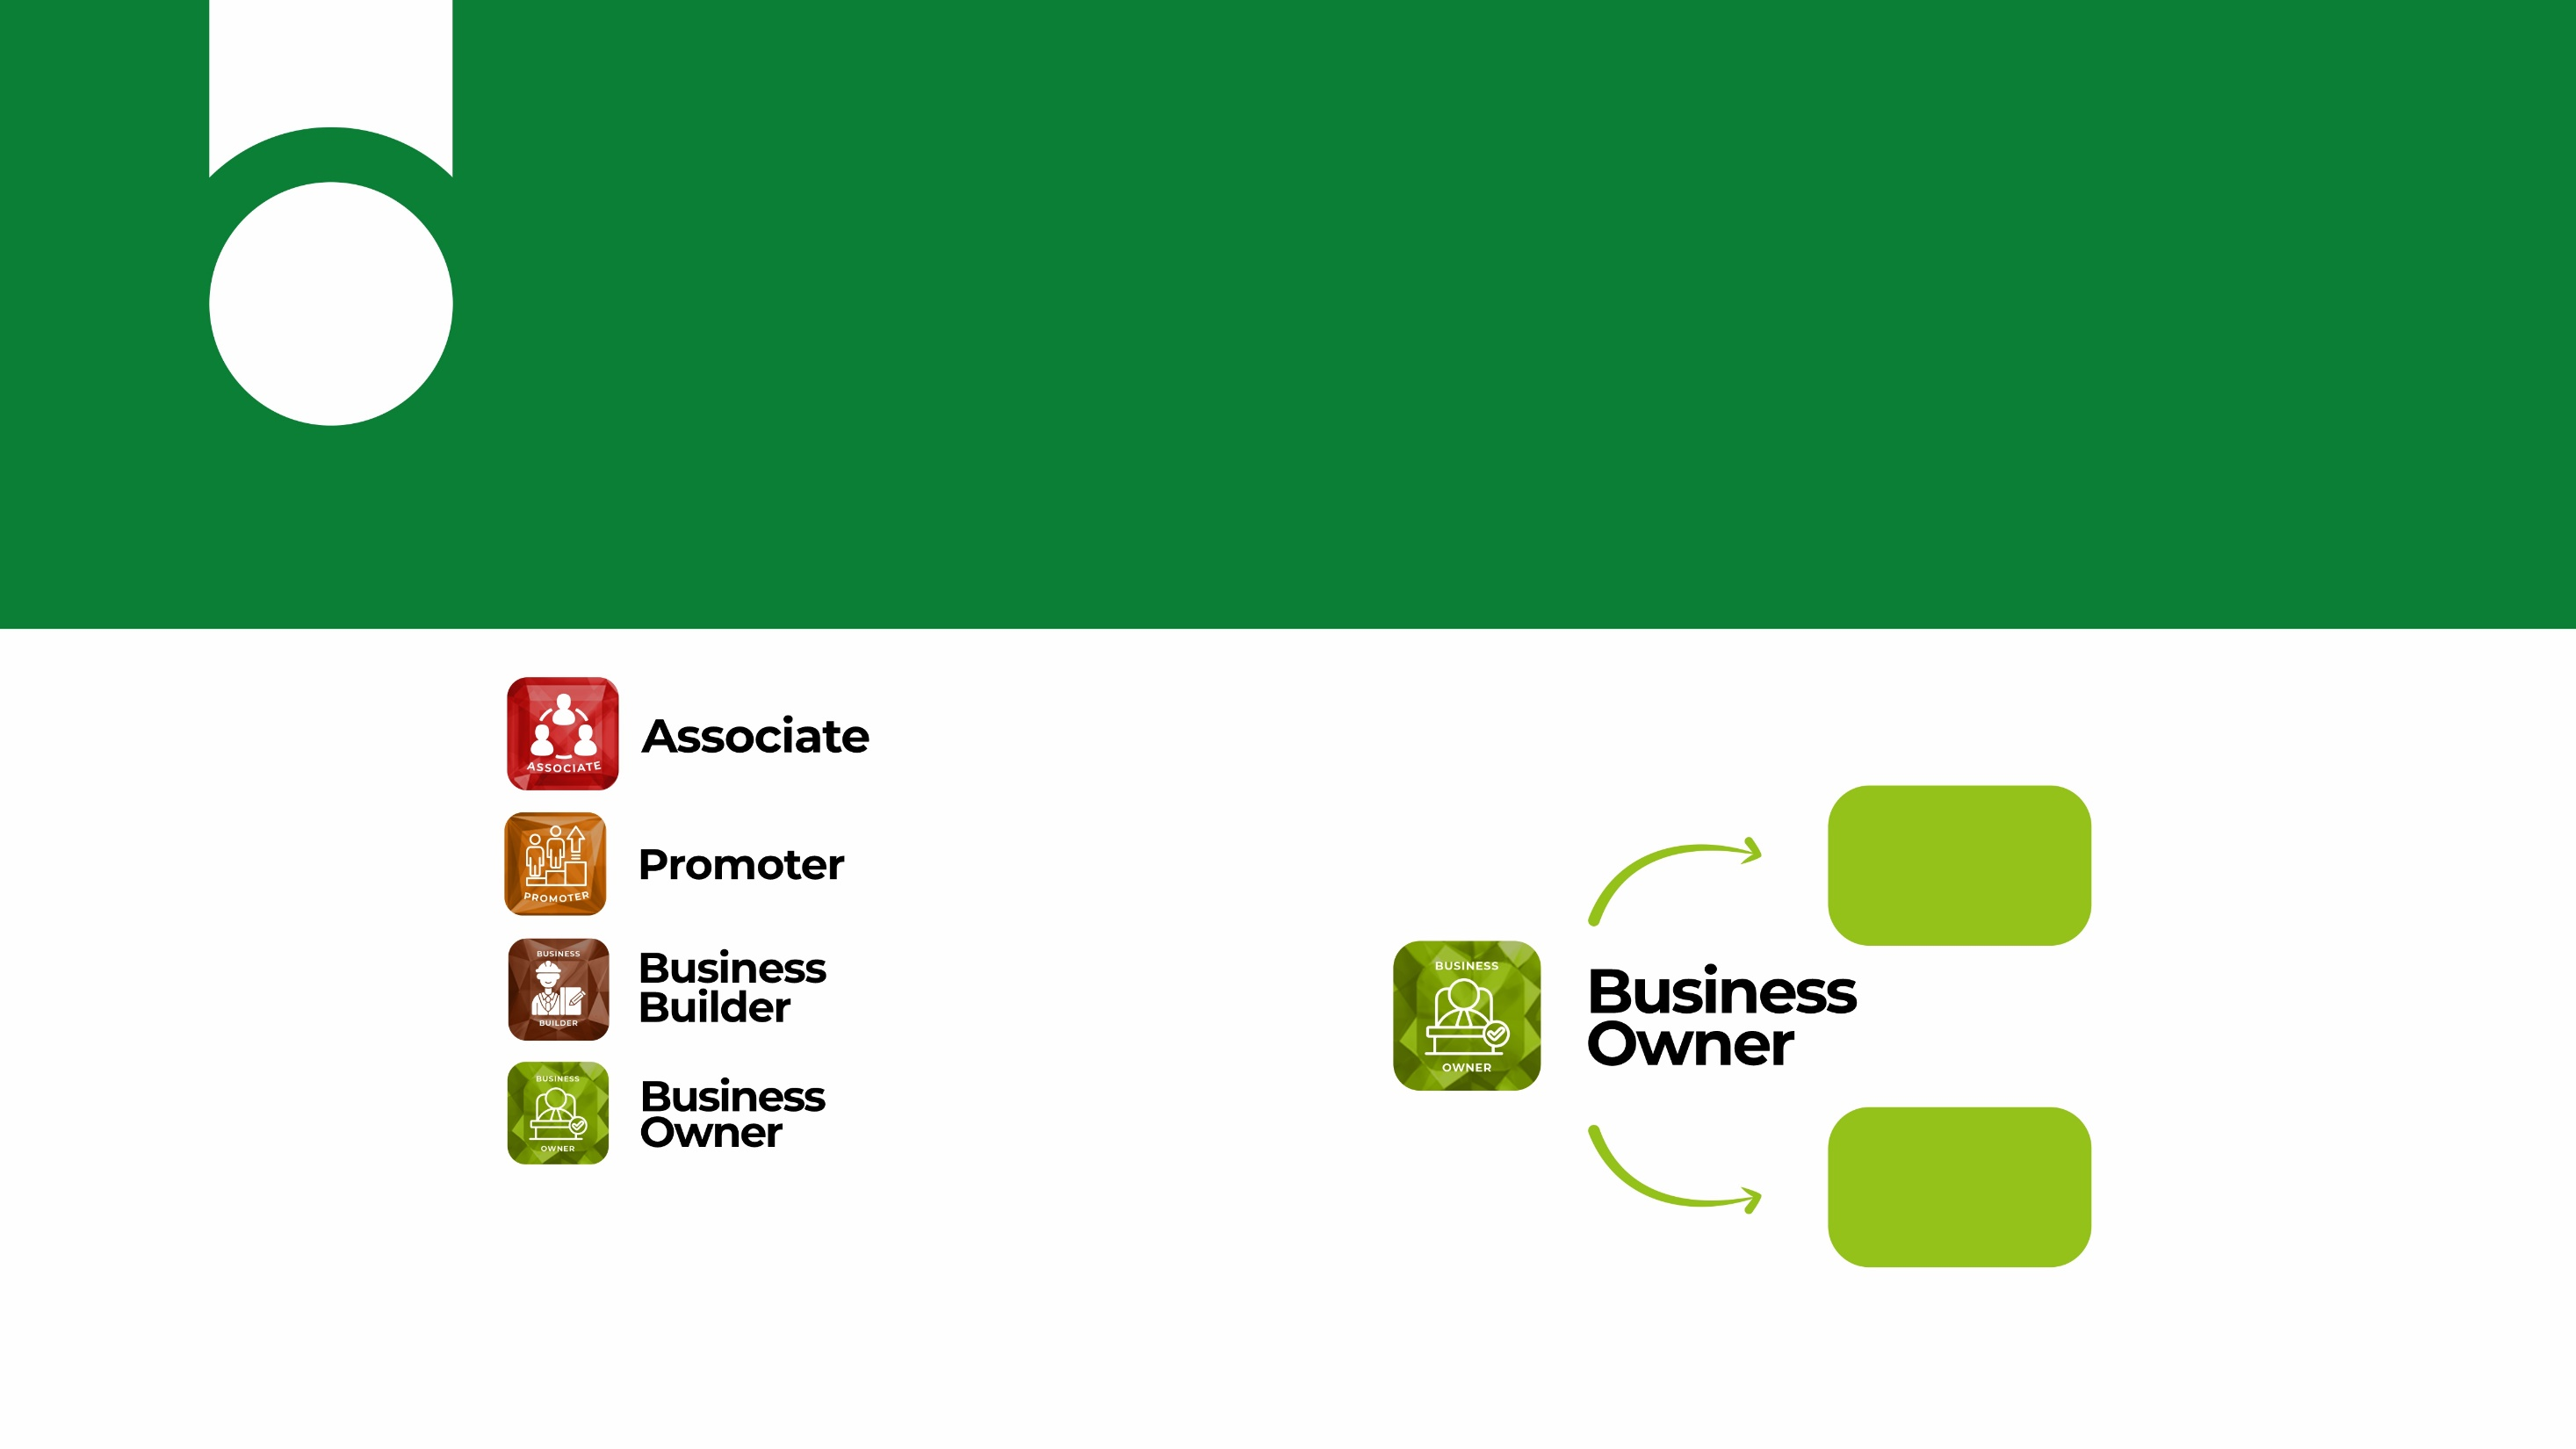 ASSOCIATE
Associate
PROMOTER
Promoter
BUSINESS
BUILDER
Business
Builder
BUSINESS
OWNER
Business
Owner
BUSINESS
OWNER
Business
Owner